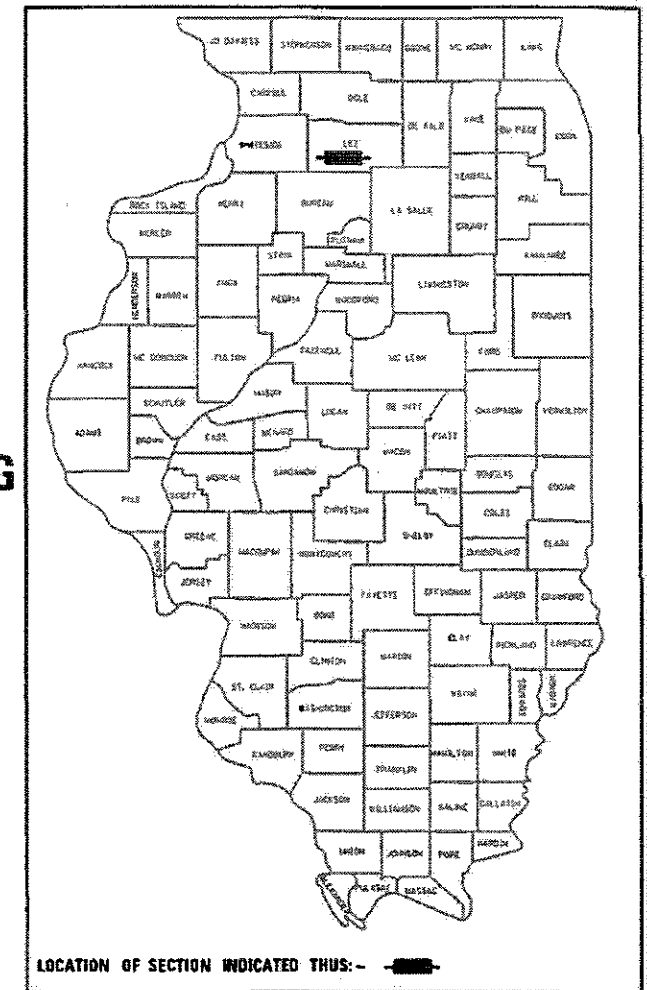 JO DAVIESS STEPHENSON WINNEBAGO BOONE MC HENRY LAKE
CARROLL OGLE
DE KALB KANE DU PAGE COOK
WHITESIDE LEE
KENDALL WILL
ROCK ISLAND HENRY BUREAU LA SALLE GRUNDY
MERCER PUTNAM KANKAKEE
STARK MARSHALL LIVINGSTON
HENDERSON WARREN KNOX PEORIA WOODFORD IROQUOIS
HANCOCK MC DONOUGH FULTON TAZEWELL MC LEAN FORD
SCHUYLER MASON LOGAN DE WITT CHAMPAIGN VERMILION
ADAMS BROWN CASS MENARD MACON PIATT
PIKE SCOTT MORGAN SANGAMON MOULTRIE DOUGLAS EDGAR
CHRISTIAN COLES
CALHOUN GREENE MACOUPIN MONTGOMERY SHELBY CUMBERLAND CLARK
JERSEY FAYETTE EFFINGHAM JASPER CRAWFORD
MADISON BOND
CLINTON MARION CLAY RICHLAND LAWRENCE
ST. CLAIR WAYNE EDWARDS WABASH
MONROE WASHINGTON JEFFERSON
RANDOLPH PERRY HAMILTON WHITE
FRANKLIN
JACKSON WILLIAMSON SALINE GALLATIN
UNION JOHNSON POPE HARDIN
ALEXANDER PULASKI MASSAC
LOCATION OF SECTION INDICATED THUS:-